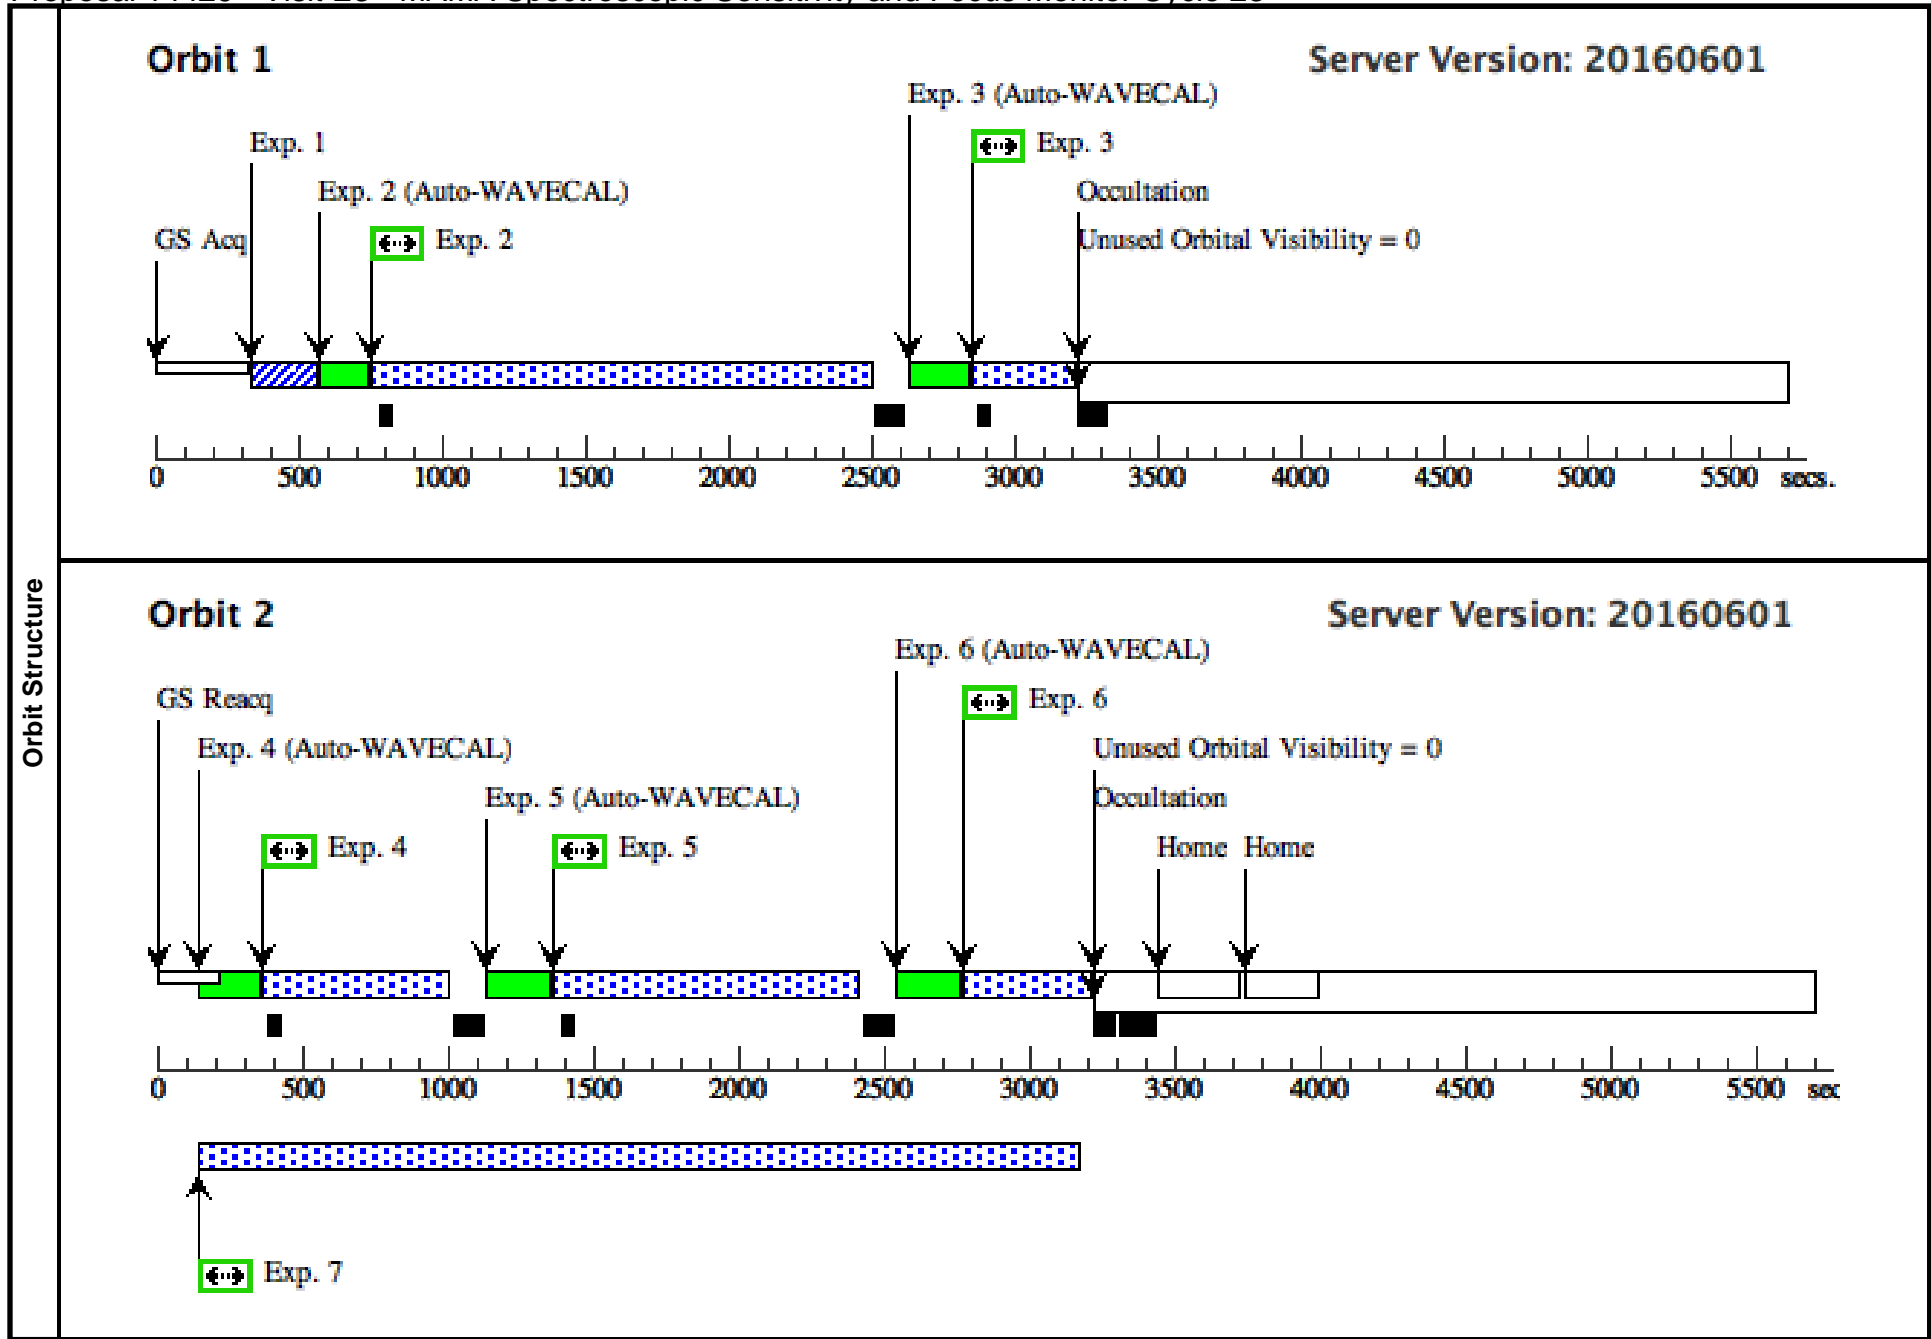 Orbit Structure
Orbit 1
Server Version: 20160601
Exp. 3 (Auto-WAVECAL)
Exp. 1
Exp. 3
Exp. 2 (Auto-WAVECAL)
Occultation
GS Acq
Exp. 2
Unused Orbital Visibility = 0
0 500 1000 1500 2000 2500 3000 3500 4000 4500 5000 5500 secs.
Orbit 2
Server Version: 20160601
Exp. 6 (Auto-WAVECAL)
GS Reacq
Exp. 6
Exp. 4 (Auto-WAVECAL)
Unused Orbital Visibility = 0
Exp. 5 (Auto-WAVECAL)
Occultation
Exp. 4
Exp. 5
Home Home
0 500 1000 1500 2000 2500 3000 3500 4000 4500 5000 5500 sec
Exp. 7